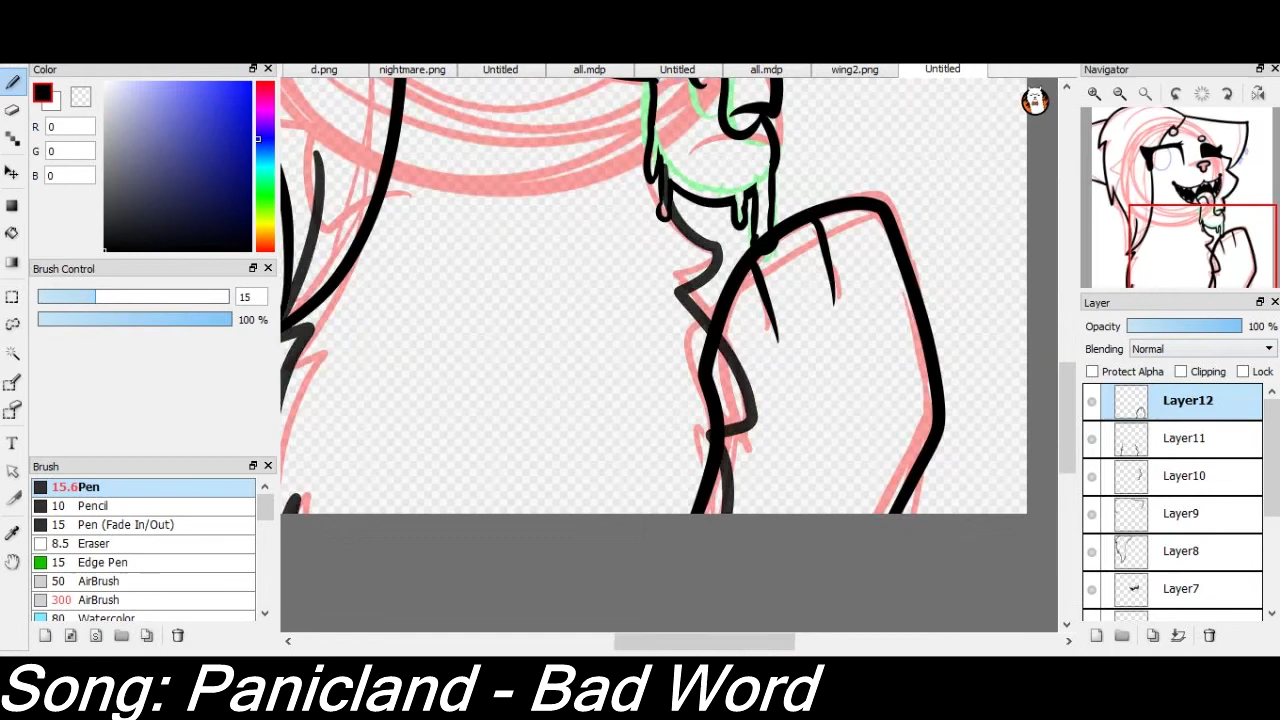 Color
d.png
nightmare.png
Untitled
all.mdp
Untitled
all.mdp
wing2.png
Untitled
Navigator
R 0
G 0
B 0
Brush Control
15
100 %
Layer
Opacity 100 %
Blending Normal
Protect Alpha Clipping Lock
Layer12
Layer11
Layer10
Layer9
Layer8
Layer7
Brush
15.6 Pen
10 Pencil
15 Pen (Fade In/Out)
8.5 Eraser
15 Edge Pen
50 AirBrush
300 AirBrush
80 Watercolor
T
Song: Panicland - Bad Word